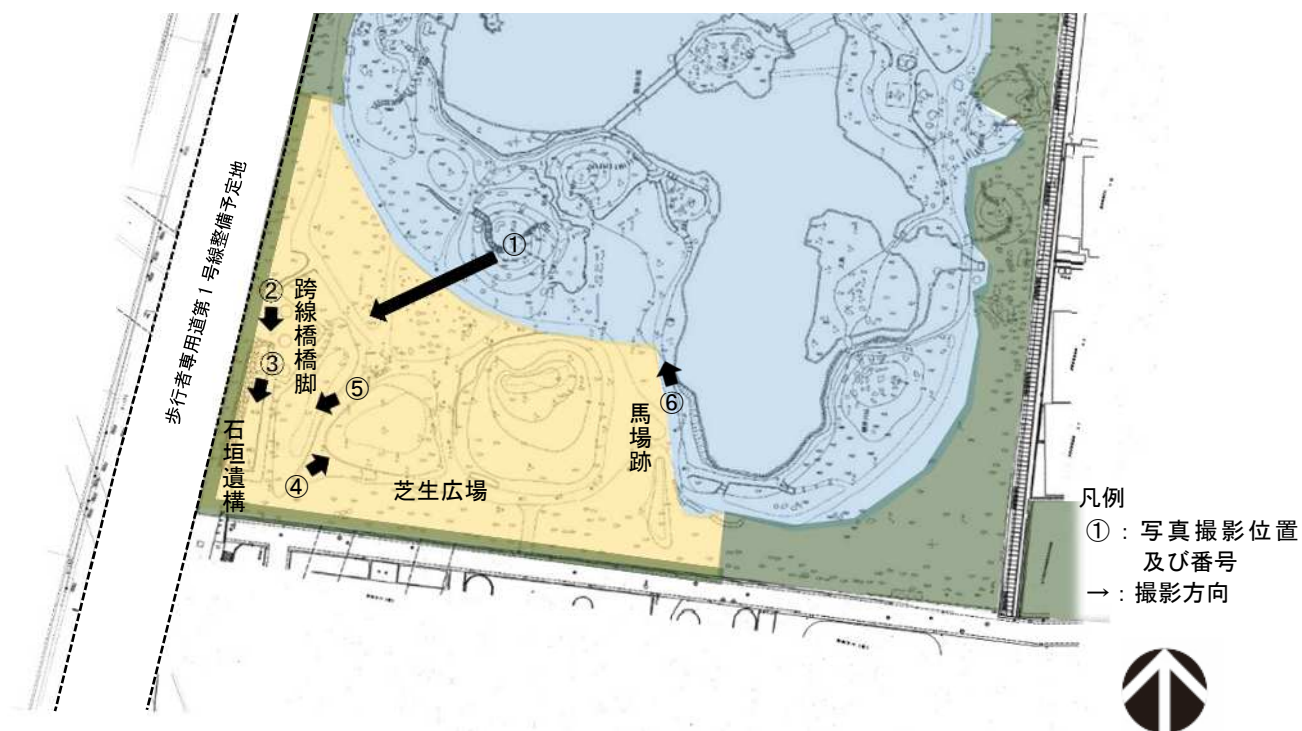 歩行者専用道第1号線整備予定地
①
②
跨線橋橋脚
③
⑤
⑥
石垣遺構
④
芝生広場
馬場跡
凡例
①：写真撮影位置
及び番号
→：撮影方向